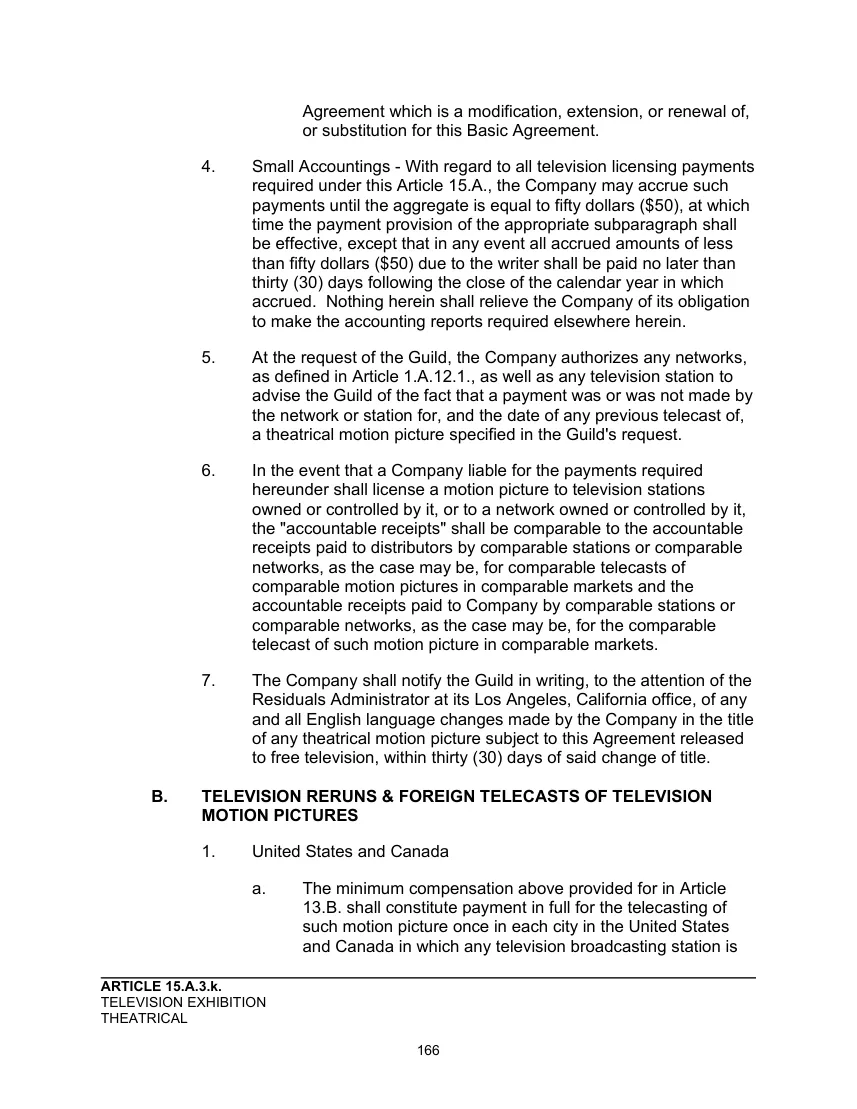 Agreement which is a modification, extension, or renewal of,
or substitution for this Basic Agreement.
4. Small Accountings - With regard to all television licensing payments
required under this Article 15.A., the Company may accrue such
payments until the aggregate is equal to fifty dollars ($50), at which
time the payment provision of the appropriate subparagraph shall
be effective, except that in any event all accrued amounts of less
than fifty dollars ($50) due to the writer shall be paid no later than
thirty (30) days following the close of the calendar year in which
accrued.  Nothing herein shall relieve the Company of its obligation
to make the accounting reports required elsewhere herein.
5. At the request of the Guild, the Company authorizes any networks,
as defined in Article 1.A.12.1., as well as any television station to
advise the Guild of the fact that a payment was or was not made by
the network or station for, and the date of any previous telecast of,
a theatrical motion picture specified in the Guild's request.
6. In the event that a Company liable for the payments required
hereunder shall license a motion picture to television stations
owned or controlled by it, or to a network owned or controlled by it,
the "accountable receipts" shall be comparable to the accountable
receipts paid to distributors by comparable stations or comparable
networks, as the case may be, for comparable telecasts of
comparable motion pictures in comparable markets and the
accountable receipts paid to Company by comparable stations or
comparable networks, as the case may be, for the comparable
telecast of such motion picture in comparable markets.
7. The Company shall notify the Guild in writing, to the attention of the
Residuals Administrator at its Los Angeles, California office, of any
and all English language changes made by the Company in the title
of any theatrical motion picture subject to this Agreement released
to free television, within thirty (30) days of said change of title.
B. TELEVISION RERUNS & FOREIGN TELECASTS OF TELEVISION
MOTION PICTURES
1. United States and Canada
a. The minimum compensation above provided for in Article
13.B. shall constitute payment in full for the telecasting of
such motion picture once in each city in the United States
and Canada in which any television broadcasting station is
ARTICLE 15.A.3.k.
TELEVISION EXHIBITION
THEATRICAL
166